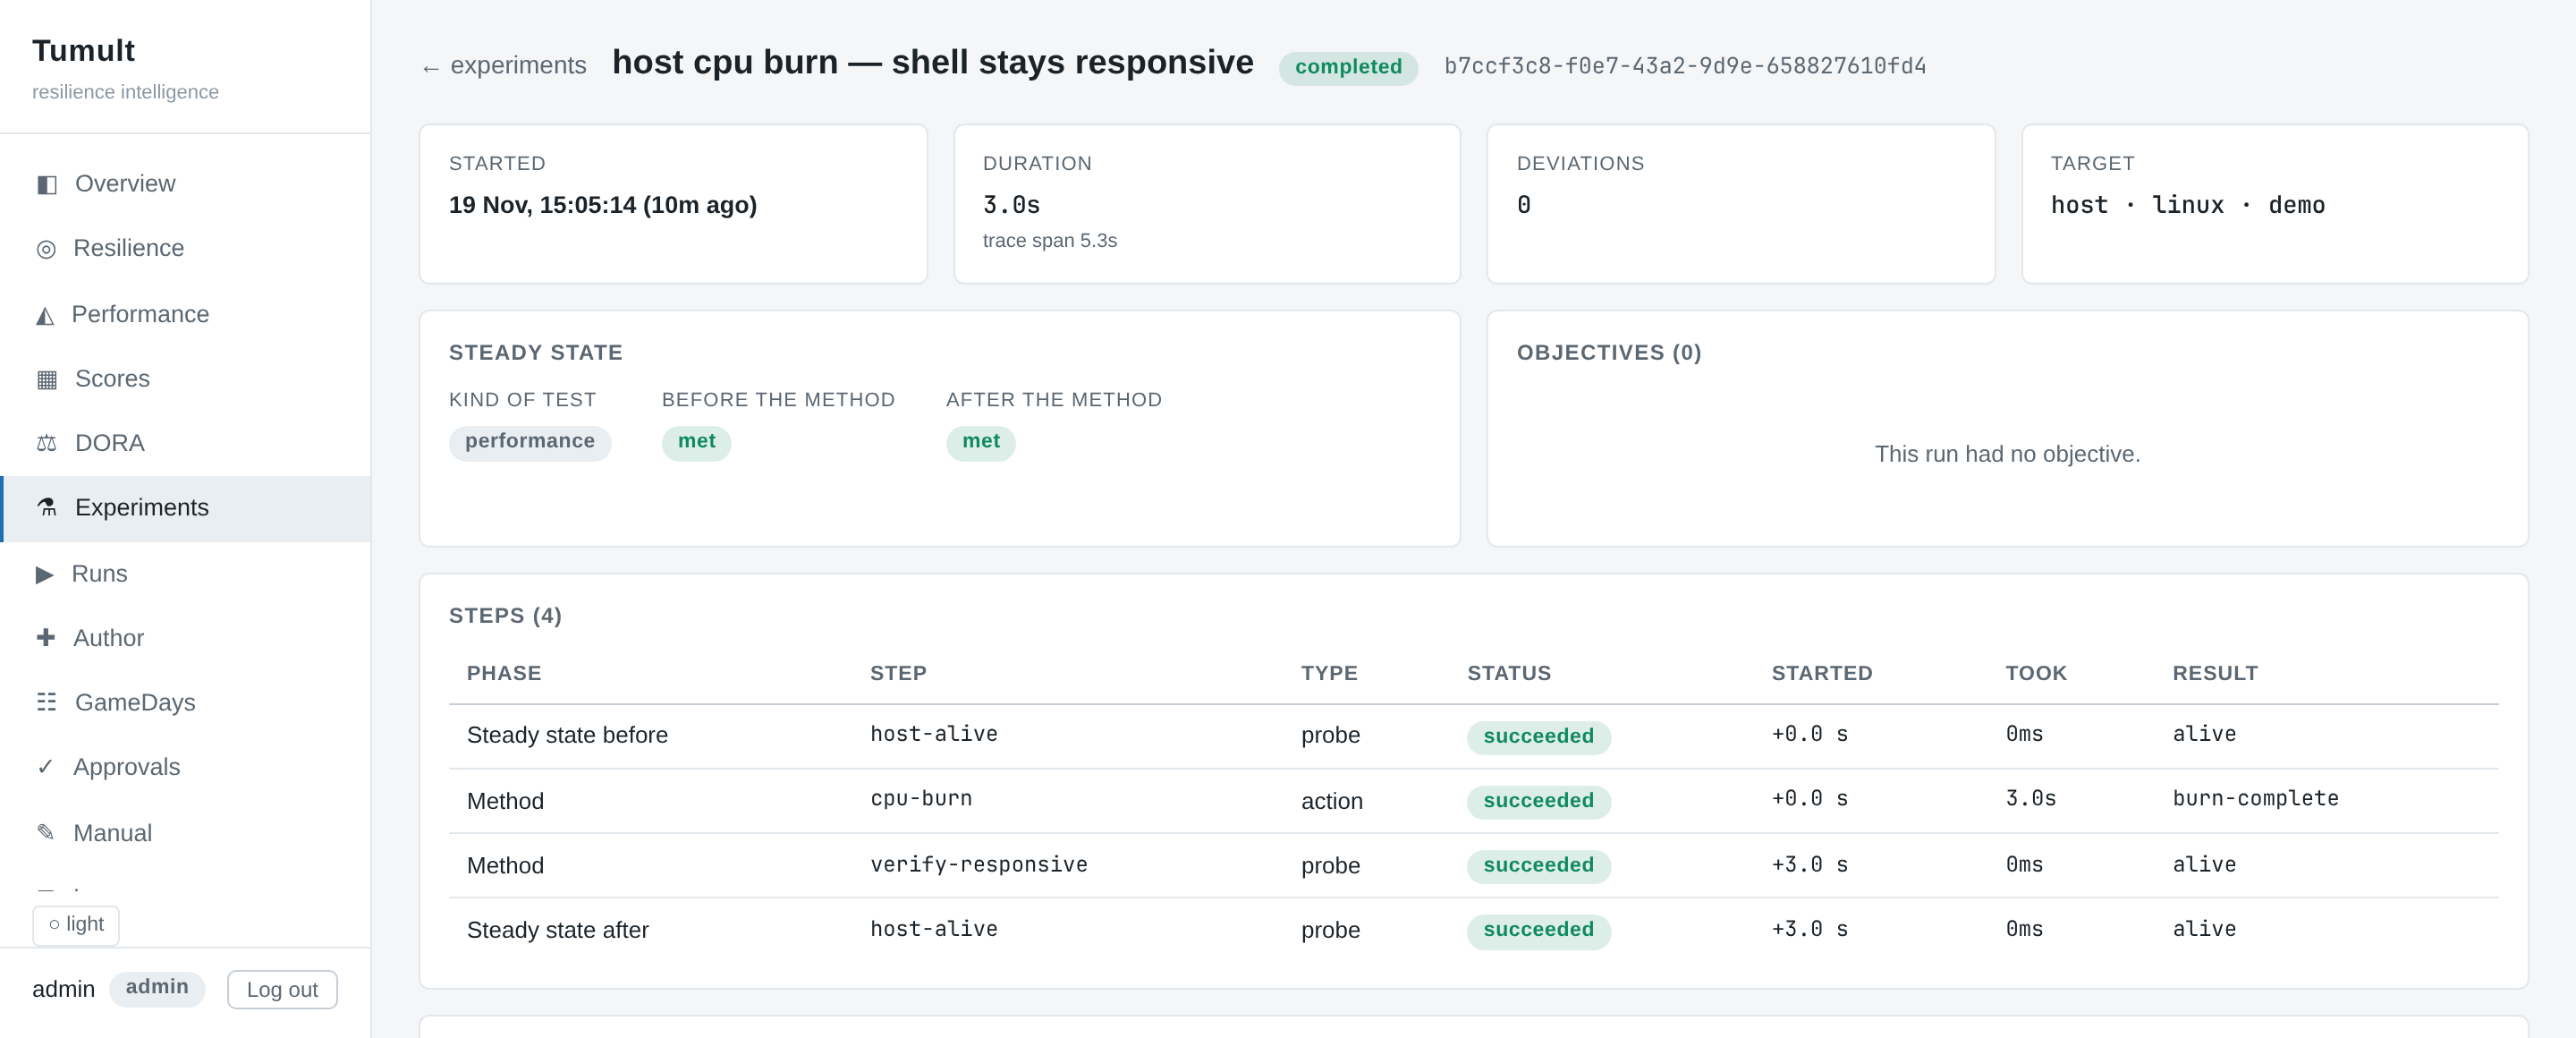 Tumult
resilience intelligence
Overview
Resilience
Performance
Scores
DORA
Experiments
Runs
Author
GameDays
Approvals
Manual
light
admin admin Log out
← experiments host cpu burn — shell stays responsive completed b7ccf3c8-f0e7-43a2-9d9e-658827610fd4
STARTED
19 Nov, 15:05:14 (10m ago)
DURATION
3.0s
trace span 5.3s
DEVIATIONS
0
TARGET
host · linux · demo
STEADY STATE
KIND OF TEST BEFORE THE METHOD AFTER THE METHOD
performance met met
OBJECTIVES (0)
This run had no objective.
STEPS (4)
PHASE STEP TYPE STATUS STARTED TOOK RESULT
Steady state before host-alive probe succeeded +0.0 s 0ms alive
Method cpu-burn action succeeded +0.0 s 3.0s burn-complete
Method verify-responsive probe succeeded +3.0 s 0ms alive
Steady state after host-alive probe succeeded +3.0 s 0ms alive